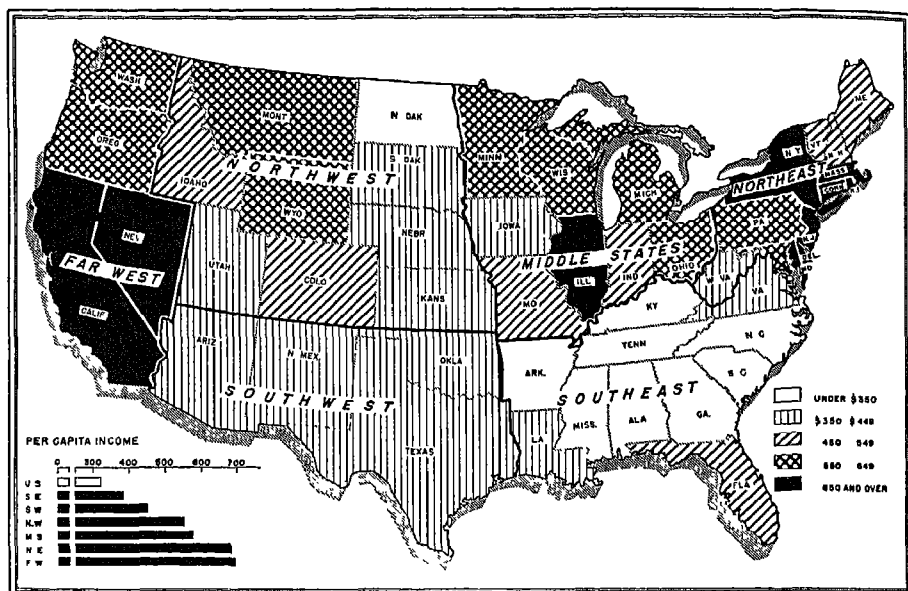 WASH
MONT
N DAK
ME
OREG
MINN
VT
N.H.
N.Y
S. DAK
WIS
MASS
NORTHEAST
CONN
IDAHO
NORTHWEST
MICH
WYO
PA.
IOWA
N.J.
NEBR
NEV.
MIDDLE STATES
DEL
MD
FAR WEST
UTAH
OHIO
ILL
IND
W. VA
VA.
COLO
CALIF
KANS
MO
KY
N C
TENN
ARIZ
N MEX.
OKLA
ARK.
S C
SOUTHWEST
SOUTHEAST
MISS.
ALA
GA.
TEXAS
LA
FLA
UNDER $350
$350 $449
450 549
550 649
650 AND OVER
PER CAPITA INCOME
0 300 400 500 600 700
U S
S E
S W
N.W
M S
N E
F W